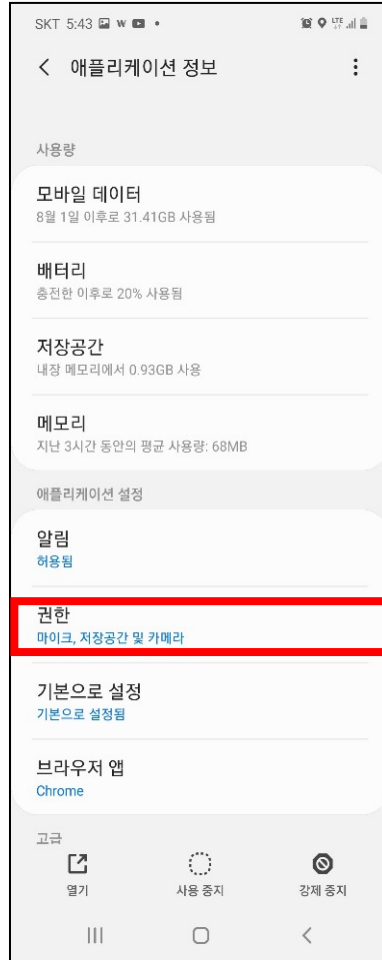 SKT 5:43 W LTE
애플리케이션 정보
사용량
모바일 데이터
8월 1일 이후로 31.41GB 사용됨
배터리
충전한 이후로 20% 사용됨
저장공간
내장 메모리에서 0.93GB 사용
메모리
지난 3시간 동안의 평균 사용량: 68MB
애플리케이션 설정
알림
허용됨
권한
마이크, 저장공간 및 카메라
기본으로 설정
기본으로 설정됨
브라우저 앱
Chrome
고급
열기 사용 중지 강제 중지